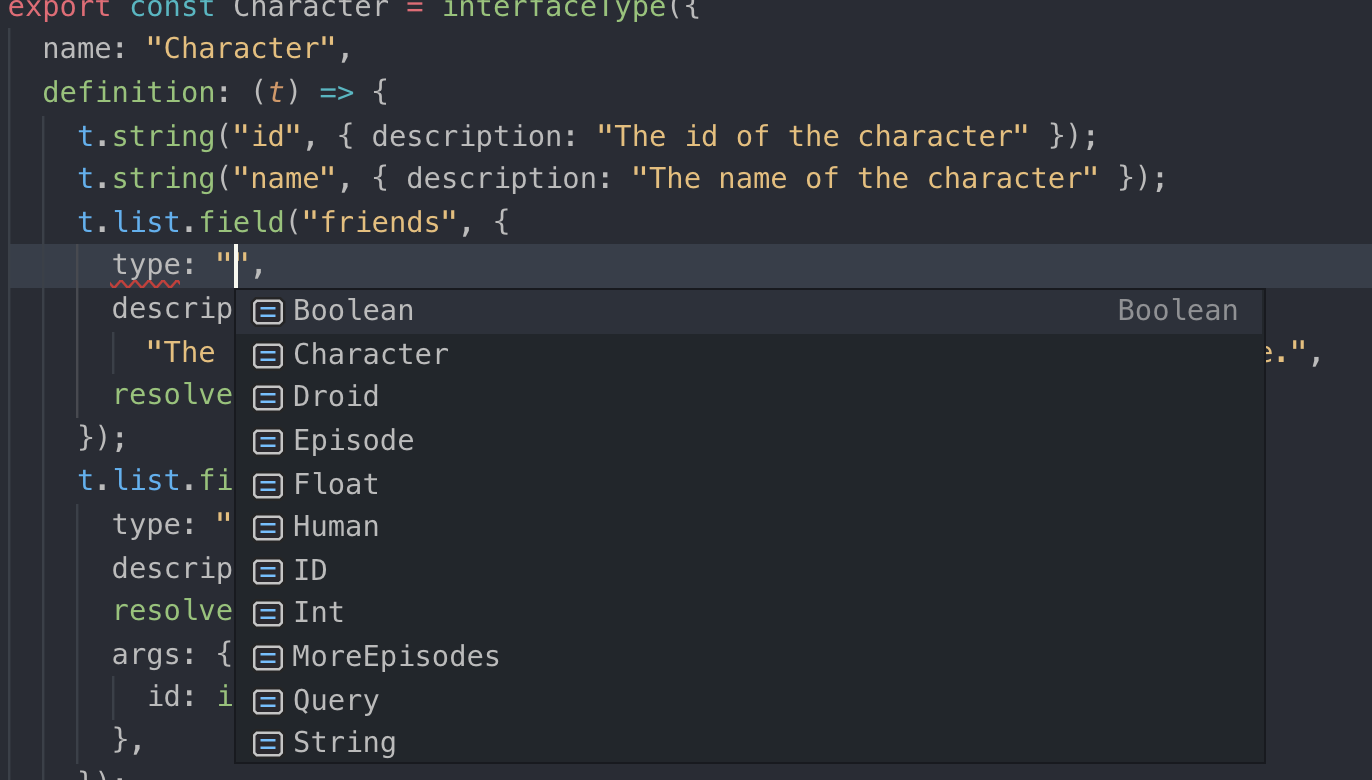 export const Character = interfaceType({
name: "Character",
definition: (t) => {
t.string("id", { description: "The id of the character" });
t.string("name", { description: "The name of the character" });
t.list.field("friends", {
type: "",
descrip
Boolean Boolean
Character
"The e.",
Droid
resolve
Episode
});
Float
t.list.fi
Human
type: "
ID
descrip
Int
resolve
MoreEpisodes
args: {
Query
id: i
String
},
});